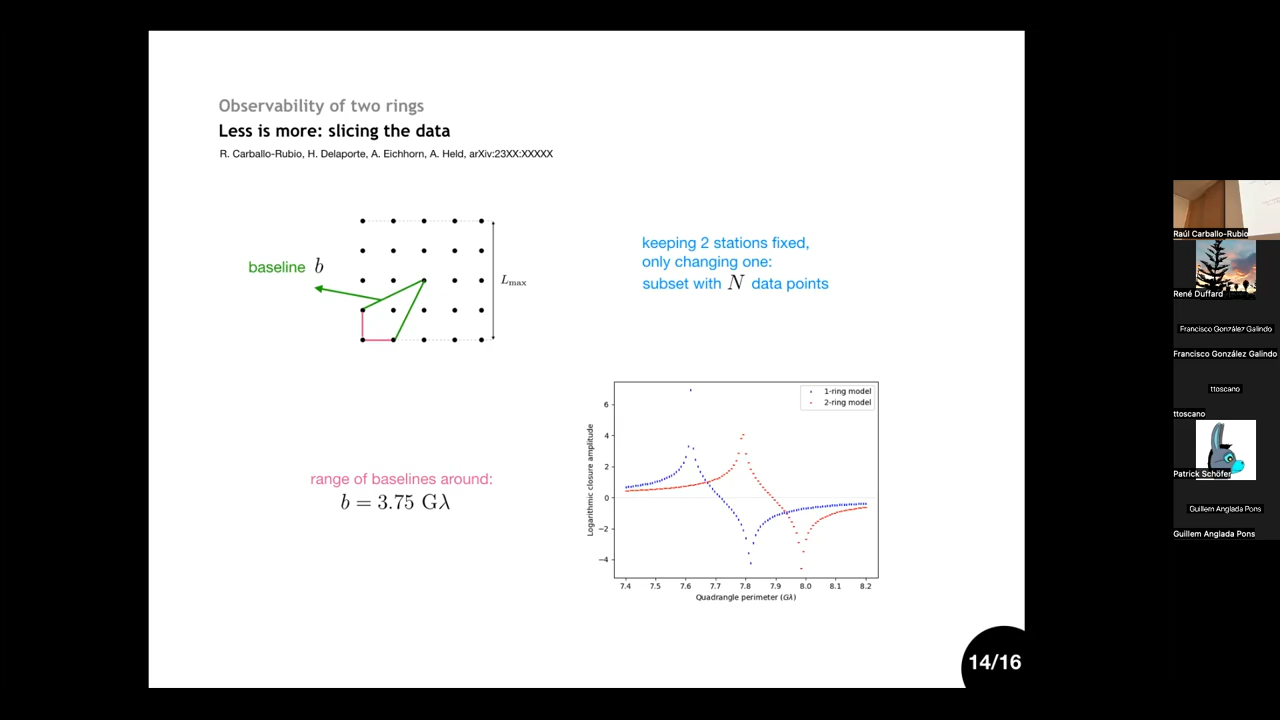 Observability of two rings
Less is more: slicing the data
R. Carballo-Rubio, H. Delaporte, A. Eichhorn, A. Held, arXiv:23XX:XXXXX
baseline b
L_max
keeping 2 stations fixed,
only changing one:
subset with N data points
range of baselines around:
b = 3.75 Gλ
1-ring model
2-ring model
Logarithmic closure amplitude
6
4
2
0
−2
−4
7.4 7.5 7.6 7.7 7.8 7.9 8.0 8.1 8.2
Quadrangle perimeter (Gλ)
14/16
Raúl Carballo-Rubio
René Duffard
Francisco González Galindo
Francisco González Galindo
ttoscano
ttoscano
Patrick Schöfer
Guillem Anglada Pons
Guillem Anglada Pons